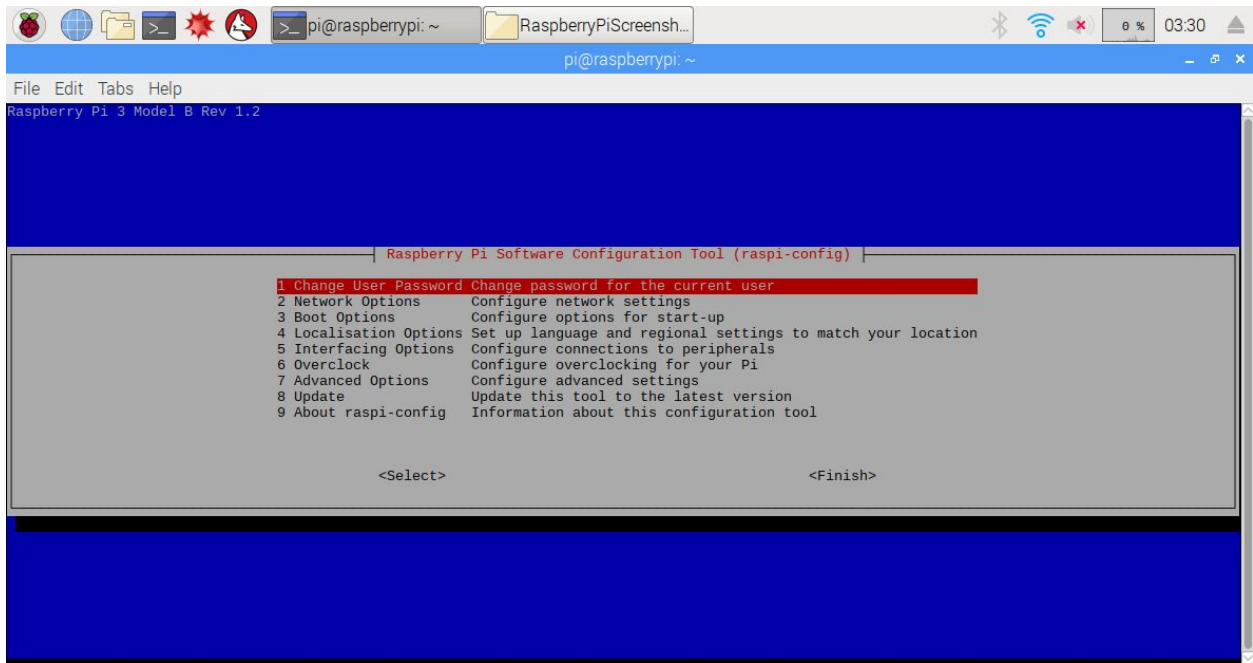 pi@raspberrypi: ~
RaspberryPiScreensh...
0 %
03:30
pi@raspberrypi: ~
File Edit Tabs Help
Raspberry Pi 3 Model B Rev 1.2
Raspberry Pi Software Configuration Tool (raspi-config)
1 Change User Password Change password for the current user
2 Network Options Configure network settings
3 Boot Options Configure options for start-up
4 Localisation Options Set up language and regional settings to match your location
5 Interfacing Options Configure connections to peripherals
6 Overclock Configure overclocking for your Pi
7 Advanced Options Configure advanced settings
8 Update Update this tool to the latest version
9 About raspi-config Information about this configuration tool
<Select> <Finish>